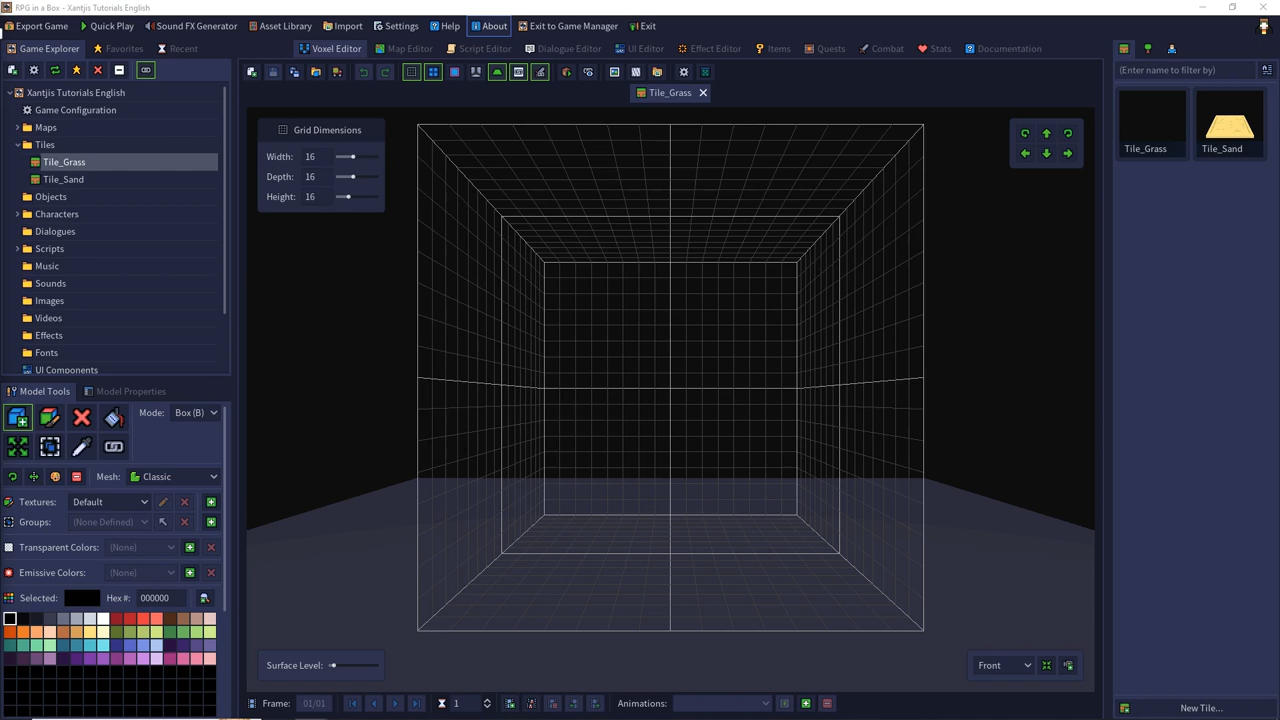 RPG in a Box — Xantjis Tutorials English
Export Game Quick Play Sound FX Generator Asset Library Import Settings Help About Exit to Game Manager Exit
Game Explorer Favorites Recent Voxel Editor Map Editor Script Editor Dialogue Editor UI Editor Effect Editor Items Quests Combat Stats Documentation
(Enter name to filter by)
Tile_Grass
Xantjis Tutorials English
Game Configuration
Maps
Tiles
Tile_Grass
Tile_Sand
Objects
Characters
Dialogues
Scripts
Music
Sounds
Images
Videos
Effects
Fonts
UI Components
Grid Dimensions
Width: 16
Depth: 16
Height: 16
Tile_Grass Tile_Sand
Model Tools Model Properties
Mode: Box (B)
Mesh: Classic
Textures: Default
Groups: (None Defined)
Transparent Colors: (None)
Emissive Colors: (None)
Selected: Hex #: 000000
Surface Level:
Front
Frame: 01/01 1 Animations:
New Tile...